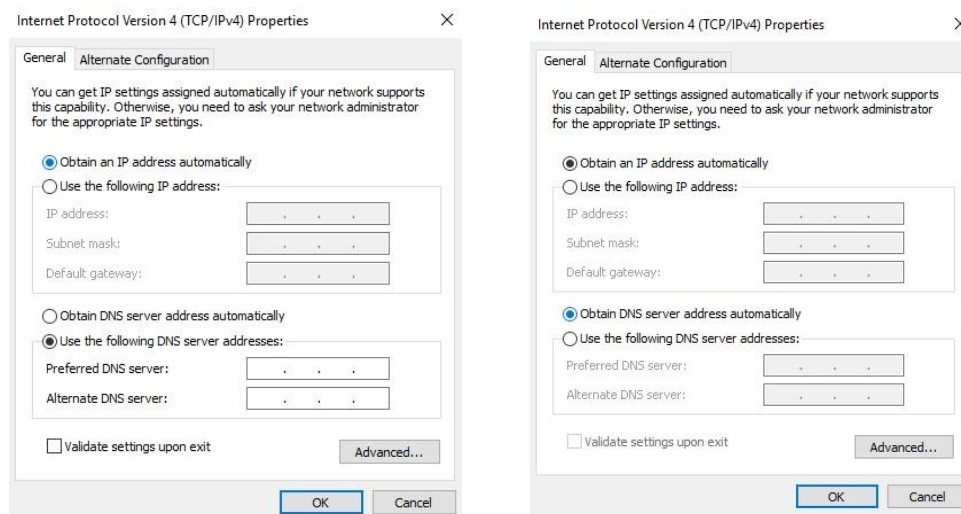 Internet Protocol Version 4 (TCP/IPv4) Properties
General Alternate Configuration
You can get IP settings assigned automatically if your network supports
this capability. Otherwise, you need to ask your network administrator
for the appropriate IP settings.
Obtain an IP address automatically
Use the following IP address:
IP address:
Subnet mask:
Default gateway:
Obtain DNS server address automatically
Use the following DNS server addresses:
Preferred DNS server:
Alternate DNS server:
Validate settings upon exit
Advanced...
OK Cancel
Internet Protocol Version 4 (TCP/IPv4) Properties
General Alternate Configuration
You can get IP settings assigned automatically if your network supports
this capability. Otherwise, you need to ask your network administrator
for the appropriate IP settings.
Obtain an IP address automatically
Use the following IP address:
IP address:
Subnet mask:
Default gateway:
Obtain DNS server address automatically
Use the following DNS server addresses:
Preferred DNS server:
Alternate DNS server:
Validate settings upon exit
Advanced...
OK Cancel